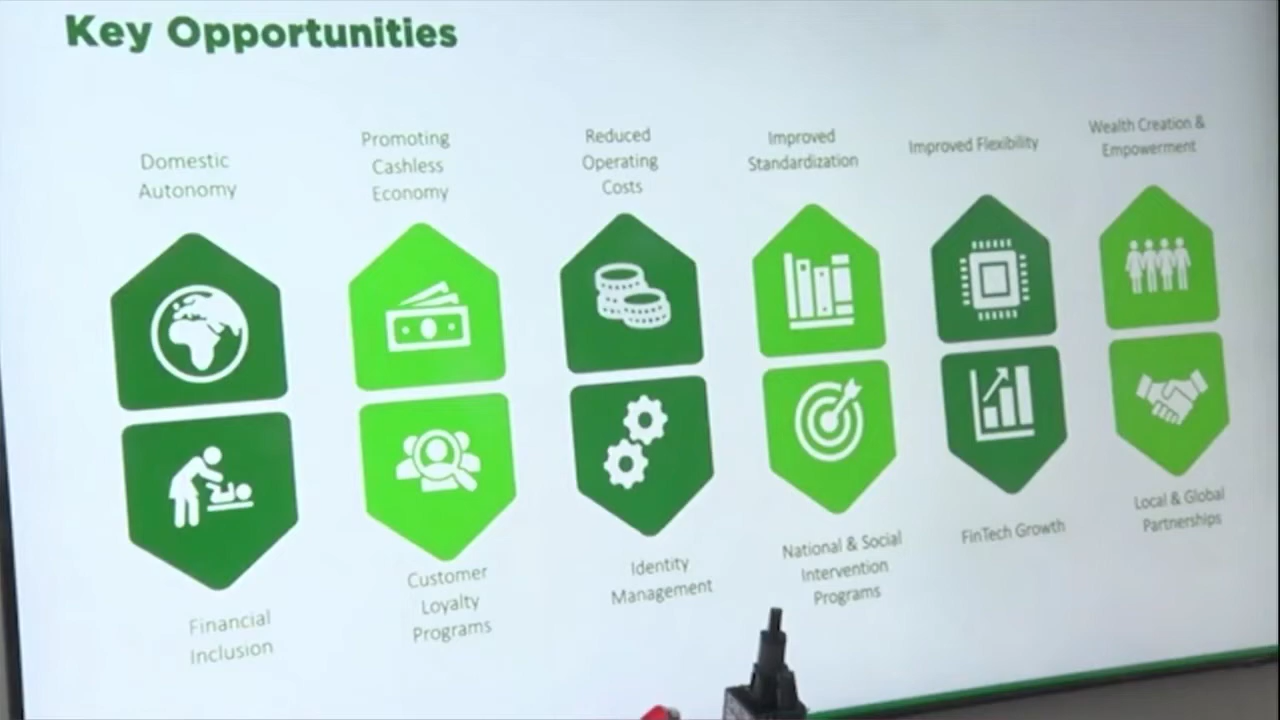 Key Opportunities
Domestic
Autonomy
Promoting
Cashless
Economy
Reduced
Operating
Costs
Improved
Standardization
Improved Flexibility
Wealth Creation &
Empowerment
Financial
Inclusion
Customer
Loyalty
Programs
Identity
Management
National & Social
Intervention
Programs
FinTech Growth
Local & Global
Partnerships